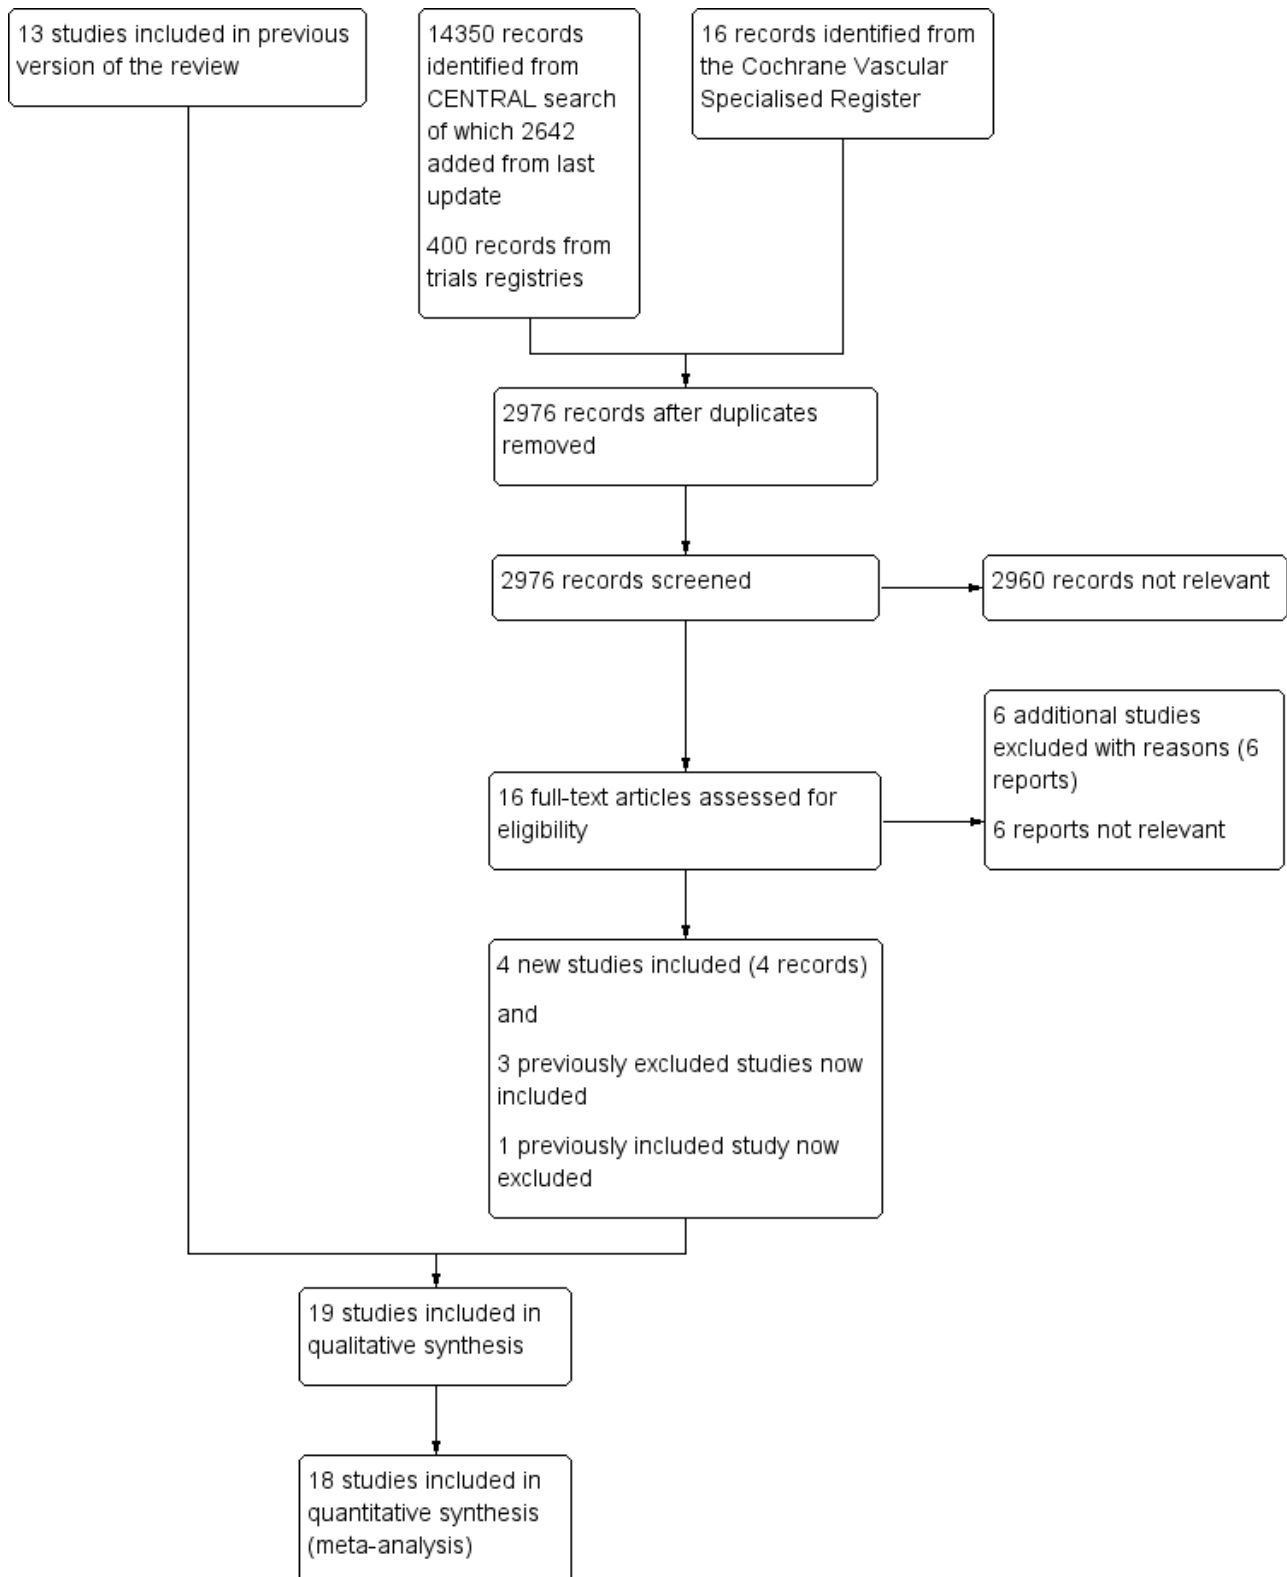 13 studies included in previous
version of the review
14350 records
identified from
CENTRAL search
of which 2642
added from last
update
400 records from
trials registries
16 records identified from
the Cochrane Vascular
Specialised Register
2976 records after duplicates
removed
2976 records screened
2960 records not relevant
16 full-text articles assessed for
eligibility
6 additional studies
excluded with reasons (6
reports)
6 reports not relevant
4 new studies included (4 records)
and
3 previously excluded studies now
included
1 previously included study now
excluded
19 studies included in
qualitative synthesis
18 studies included in
quantitative synthesis
(meta-analysis)